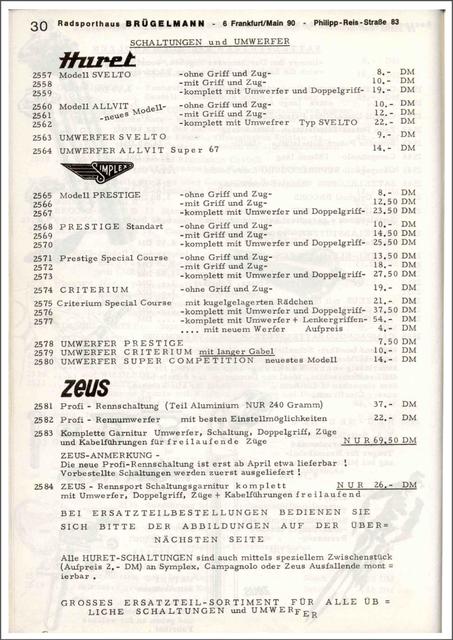 30 Radsporthaus BRÜGELMANN - 6 Frankfurt/Main 90 - Philipp-Reis-Straße 83
SCHALTUNGEN und UMWERFER
Huret
2557 Modell SVELTO -ohne Griff und Zug- 8.- DM
2558 -mit Griff und Zug- 10.- DM
2559 -komplett mit Umwerfer und Doppelgriff- 19.- DM
2560 Modell ALLVIT -ohne Griff und Zug- 10.- DM
2561 -neues Modell- -mit Griff und Zug- 12.- DM
2562 -komplett mit Umwefrer Typ SVELTO 22.- DM
2563 UMWERFER SVELTO 9.- DM
2564 UMWERFER ALLVIT Super 67 14,- DM
SIMPLEX
2565 Modell PRESTIGE -ohne Griff und Zug- 8.- DM
2566 -mit Griff und Zug- 12.50 DM
2567 -komplett mit Umwerfer und Doppelgriff- 23.50 DM
2568 PRESTIGE Standart -ohne Griff und Zug- 10.- DM
2569 -mit Griff und Zug- 14,50 DM
2570 -komplett mit Umwerfer und Doppelgriff- 25,50 DM
2571 Prestige Special Course -ohne Griff und Zug- 13,50 DM
2572 -mit Griff und Zug- 18.- DM
2573 -komplett mit Umwerfer und Doppelgriff- 27,50 DM
2574 CRITERIUM -ohne Griff und Zug- 19.- DM
2575 Criterium Special Course mit kugelgelagerten Rädchen 21.- DM
2576 -komplett mit Umwerfer und Doppelgriff- 37.50 DM
2577 -komplett mit Umwerfer + Lenkergriffen- 54.- DM
.... mit neuem Werfer Aufpreis 4,- DM
2578 UMWERFER PRESTIGE 7.50 DM
2579 UMWERFER CRITERIUM mit langer Gabel 10,- DM
2580 UMWERFER SUPER COMPETITION neuestes Modell 14,- DM
ZEUS
2581 Profi - Rennschaltung (Teil Aluminium NUR 240 Gramm) 37.- DM
2582 Profi - Rennumwerfer mit besten Einstellmöglichkeiten 22.- DM
2583 Komplette Garnitur Umwerfer, Schaltung, Doppelgriff, Züge
und Kabelführungen für freilaufende Züge NUR 69,50 DM
ZEUS-ANMERKUNG -
Die neue Profi-Rennschaltung ist erst ab April etwa lieferbar !
Vorbestellte Schaltungen werden zuerst ausgeliefert !
2584 ZEUS - Rennsport Schaltungsgarnitur komplett NUR 26,- DM
mit Umwerfer, Doppelgriff, Züge + Kabelführungen freilaufend
BEI ERSATZTEILBESTELLUNGEN BEDIENEN SIE
SICH BITTE DER ABBILDUNGEN AUF DER ÜBER=
NÄCHSTEN SEITE
Alle HURET-SCHALTUNGEN sind auch mittels speziellem Zwischenstück
(Aufpreis 2,- DM) an Symplex, Campagnolo oder Zeus Ausfallende mont =
ierbar .
GROSSES ERSATZTEIL-SORTIMENT FÜR ALLE ÜB =
LICHE SCHALTUNGEN und UMWERFER